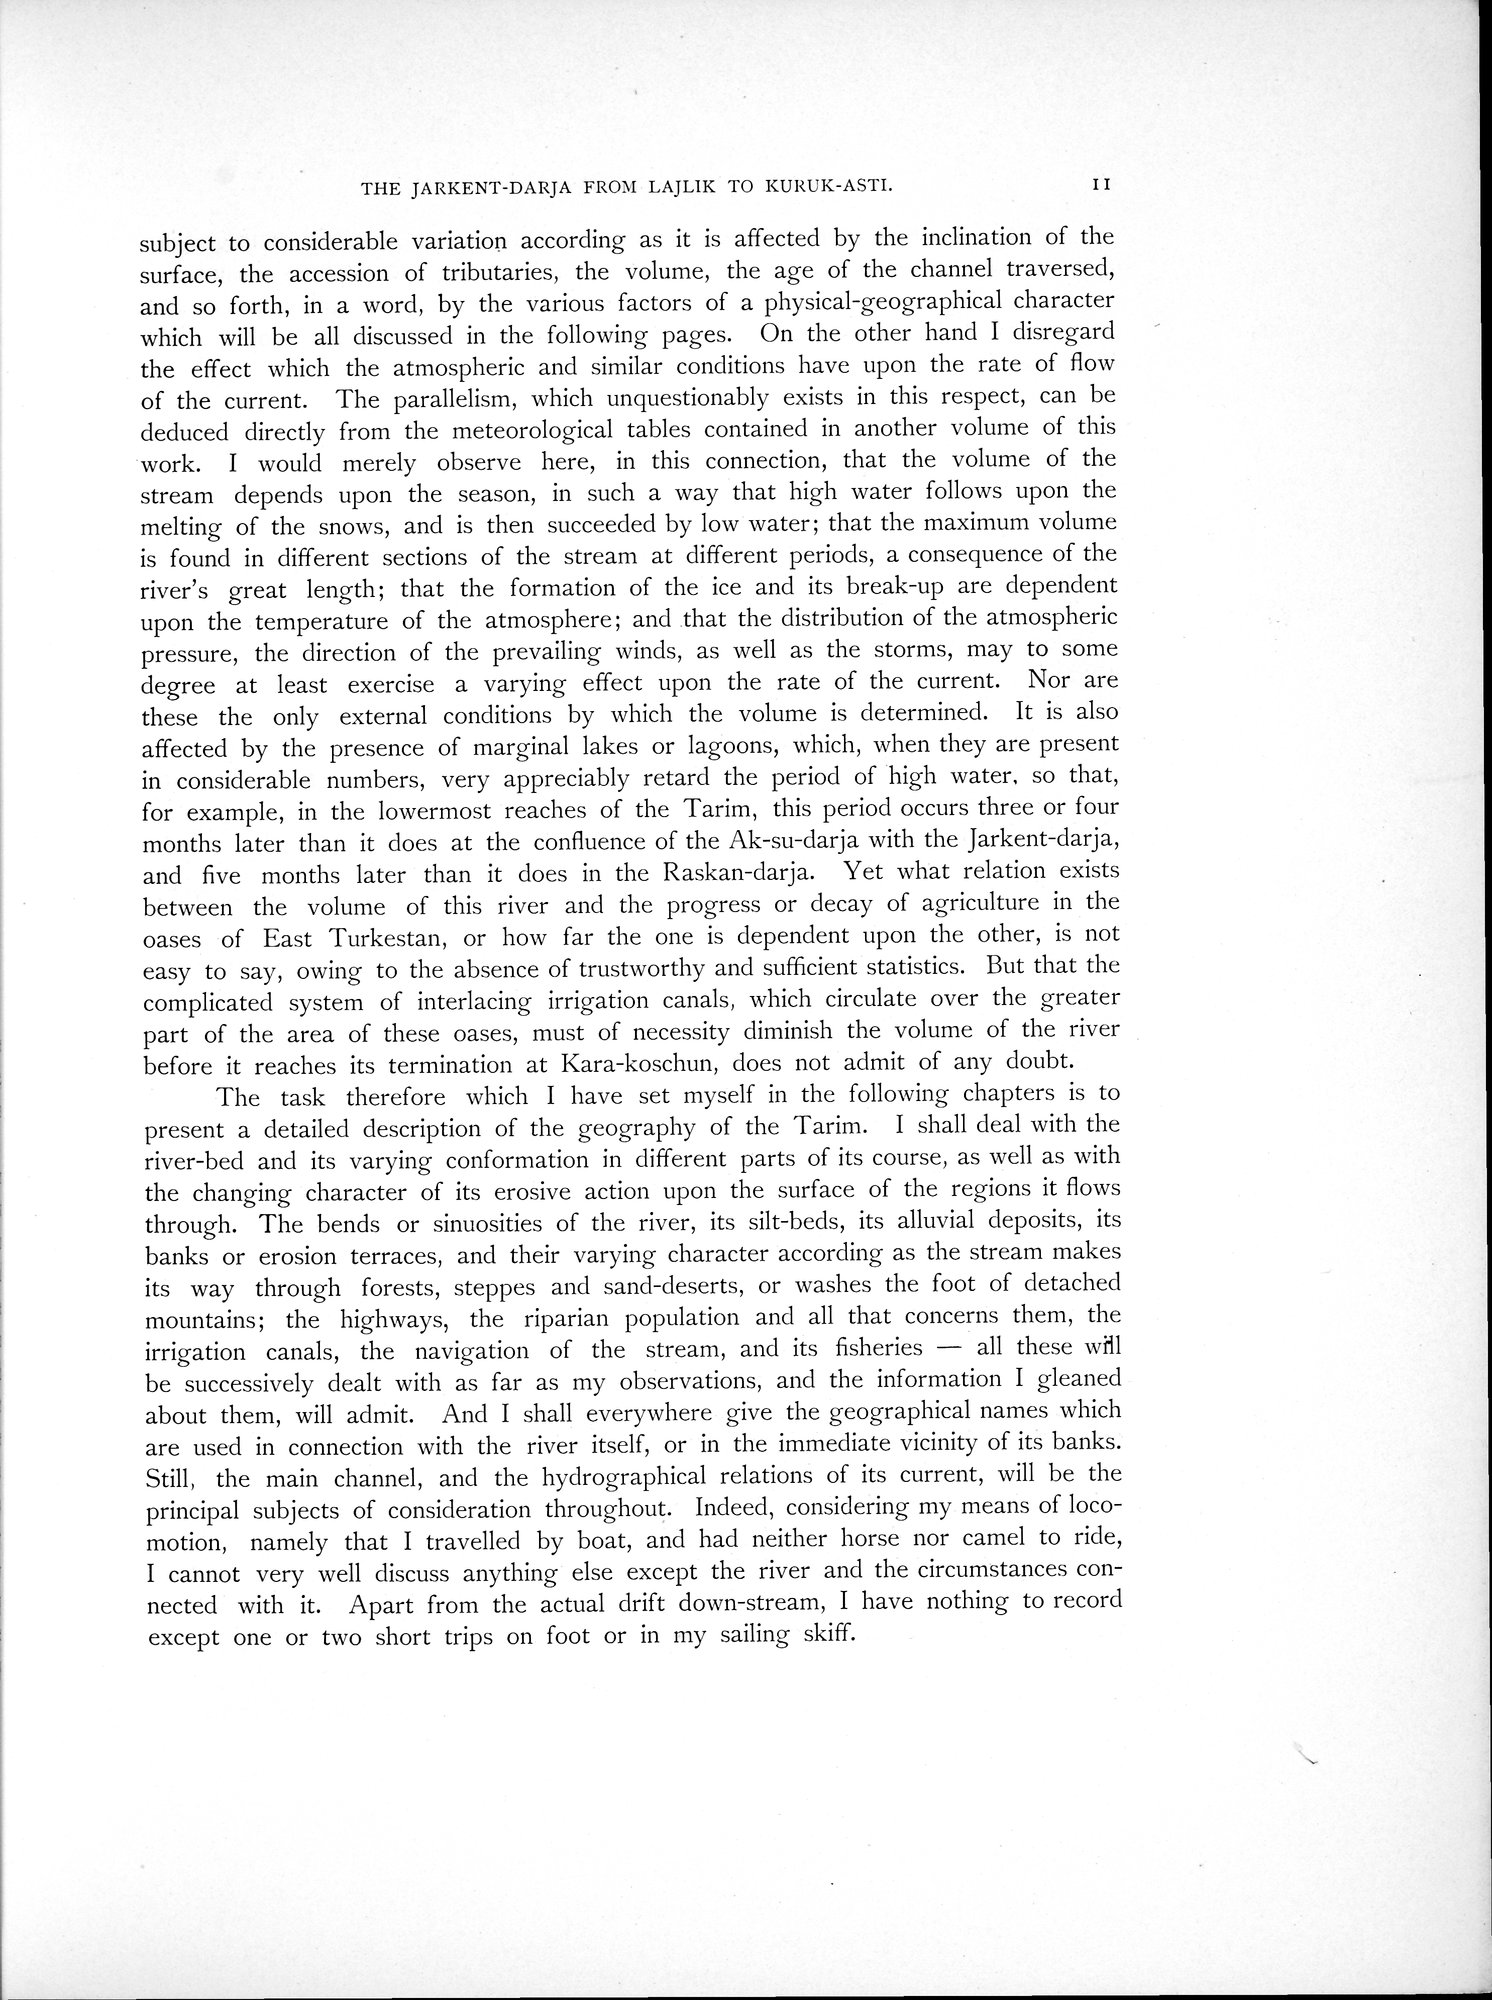 THE JARKENT-DARJA FROM LAJLIK TO KURUK-ASTI. 11
subject to considerable variation according as it is affected by the inclination of the
surface, the accession of tributaries, the volume, the age of the channel traversed,
and so forth, in a word, by the various factors of a physical-geographical character
which will be all discussed in the following pages. On the other hand I disregard
the effect which the atmospheric and similar conditions have upon the rate of flow
of the current. The parallelism, which unquestionably exists in this respect, can be
deduced directly from the meteorological tables contained in another volume of this
work. I would merely observe here, in this connection, that the volume of the
stream depends upon the season, in such a way that high water follows upon the
melting of the snows, and is then succeeded by low water; that the maximum volume
is found in different sections of the stream at different periods, a consequence of the
river's great length; that the formation of the ice and its break-up are dependent
upon the temperature of the atmosphere; and that the distribution of the atmospheric
pressure, the direction of the prevailing winds, as well as the storms, may to some
degree at least exercise a varying effect upon the rate of the current. Nor are
these the only external conditions by which the volume is determined. It is also
affected by the presence of marginal lakes or lagoons, which, when they are present
in considerable numbers, very appreciably retard the period of high water, so that,
for example, in the lowermost reaches of the Tarim, this period occurs three or four
months later than it does at the confluence of the Ak-su-darja with the Jarkent-darja,
and five months later than it does in the Raskan-darja. Yet what relation exists
between the volume of this river and the progress or decay of agriculture in the
oases of East Turkestan, or how far the one is dependent upon the other, is not
easy to say, owing to the absence of trustworthy and sufficient statistics. But that the
complicated system of interlacing irrigation canals, which circulate over the greater
part of the area of these oases, must of necessity diminish the volume of the river
before it reaches its termination at Kara-koschun, does not admit of any doubt.
The task therefore which I have set myself in the following chapters is to
present a detailed description of the geography of the Tarim. I shall deal with the
river-bed and its varying conformation in different parts of its course, as well as with
the changing character of its erosive action upon the surface of the regions it flows
through. The bends or sinuosities of the river, its silt-beds, its alluvial deposits, its
banks or erosion terraces, and their varying character according as the stream makes
its way through forests, steppes and sand-deserts, or washes the foot of detached
mountains; the highways, the riparian population and all that concerns them, the
irrigation canals, the navigation of the stream, and its fisheries — all these will
be successively dealt with as far as my observations, and the information I gleaned
about them, will admit. And I shall everywhere give the geographical names which
are used in connection with the river itself, or in the immediate vicinity of its banks.
Still, the main channel, and the hydrographical relations of its current, will be the
principal subjects of consideration throughout. Indeed, considering my means of loco-
motion, namely that I travelled by boat, and had neither horse nor camel to ride,
I cannot very well discuss anything else except the river and the circumstances con-
nected with it. Apart from the actual drift down-stream, I have nothing to record
except one or two short trips on foot or in my sailing skiff.